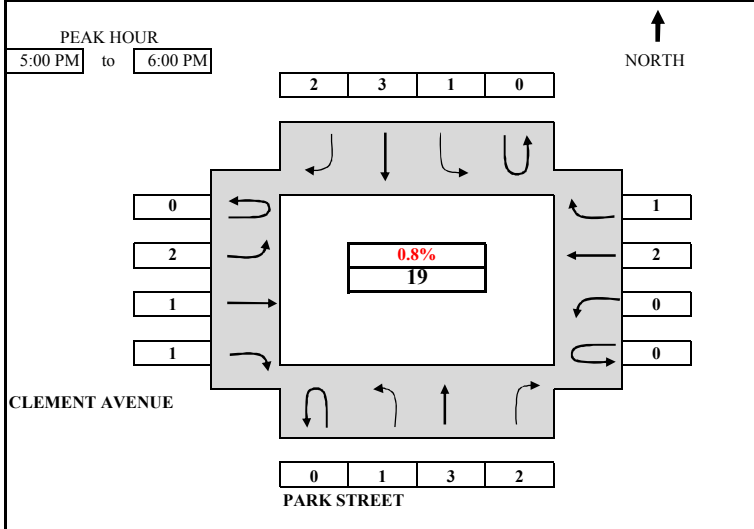 PEAK HOUR
5:00 PM to 6:00 PM
NORTH
2 3 1 0
0 1
2 0.8% 2
19
1 0
1 0
CLEMENT AVENUE
0 1 3 2
PARK STREET